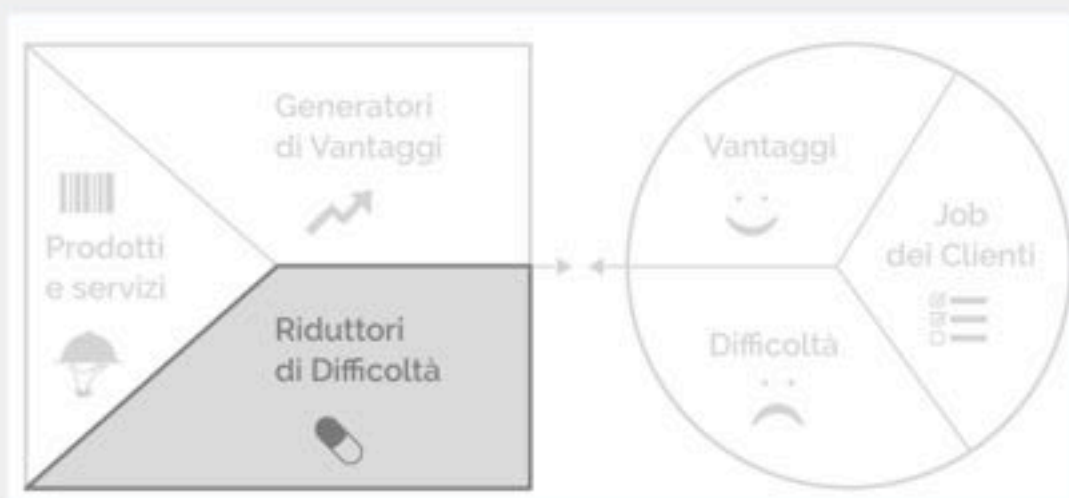 Generatori
di Vantaggi
Prodotti
e servizi
Riduttori
di Difficoltà
Vantaggi
Job
dei Clienti
Difficoltà